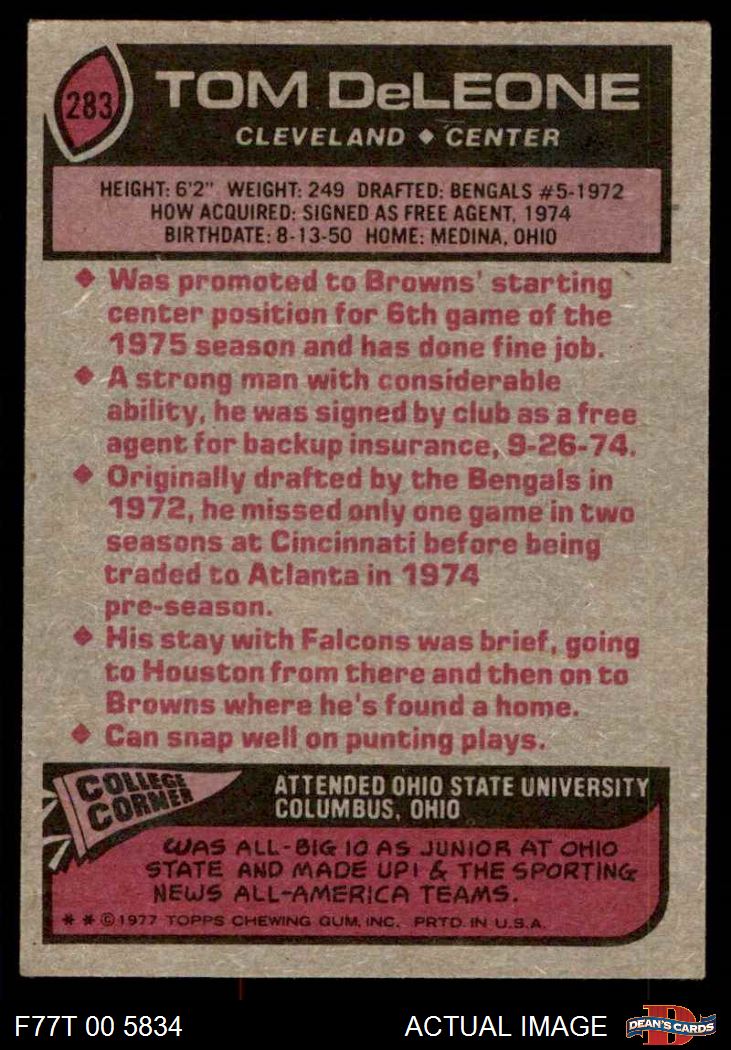 283
TOM DeLEONE
CLEVELAND ◆ CENTER
HEIGHT: 6'2" WEIGHT: 249 DRAFTED: BENGALS #5-1972
HOW ACQUIRED: SIGNED AS FREE AGENT, 1974
BIRTHDATE: 8-13-50 HOME: MEDINA, OHIO
◆ Was promoted to Browns' starting
center position for 6th game of the
1975 season and has done fine job.
◆ A strong man with considerable
ability, he was signed by club as a free
agent for backup insurance, 9-26-74.
◆ Originally drafted by the Bengals in
1972, he missed only one game in two
seasons at Cincinnati before being
traded to Atlanta in 1974
pre-season.
◆ His stay with Falcons was brief, going
to Houston from there and then on to
Browns where he's found a home.
◆ Can snap well on punting plays.
COLLEGE
CORNER
ATTENDED OHIO STATE UNIVERSITY
COLUMBUS, OHIO
WAS ALL-BIG 10 AS JUNIOR AT OHIO
STATE AND MADE UPI & THE SPORTING
NEWS ALL-AMERICA TEAMS.
* * © 1977 TOPPS CHEWING GUM, INC. PRTD. IN U.S.A.
F77T 00 5834
ACTUAL IMAGE
D
DEAN'S CARDS